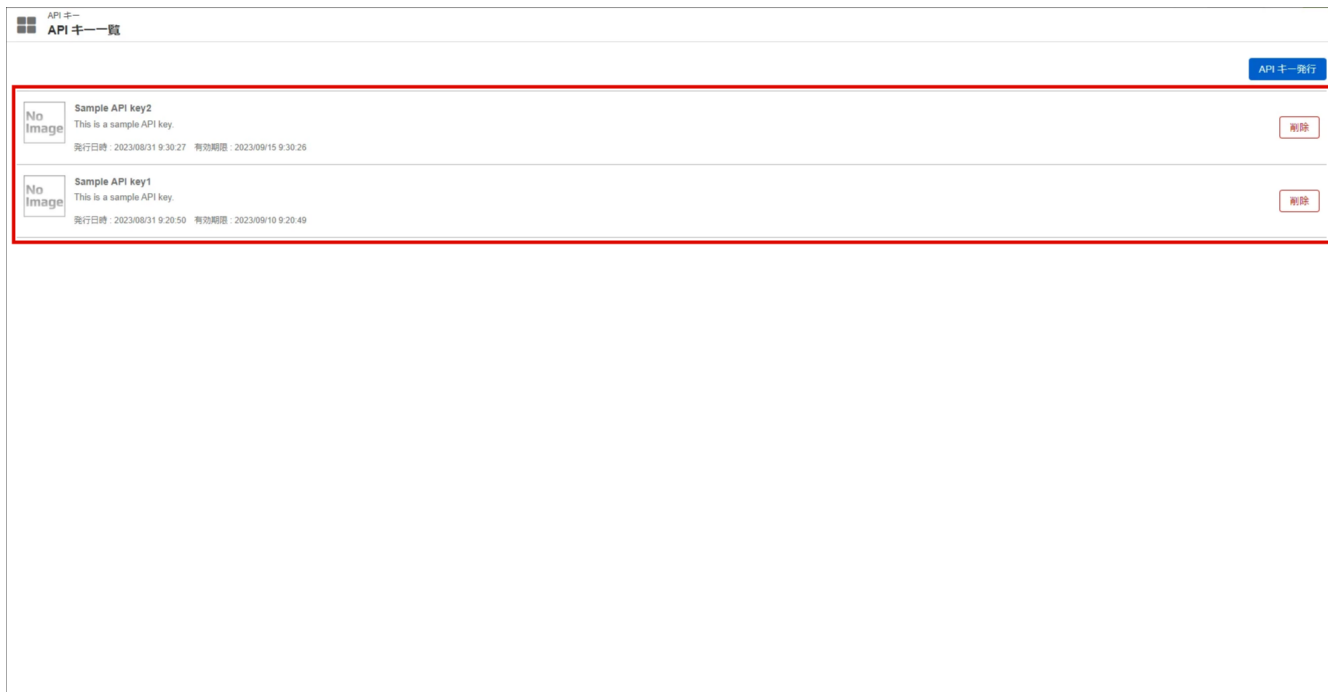 API キー
API キー一覧
API キー発行
No Image
Sample API key2
This is a sample API key.
発行日時 : 2023/08/31 9:30:27 有効期限 : 2023/09/15 9:30:26
削除
No Image
Sample API key1
This is a sample API key.
発行日時 : 2023/08/31 9:20:50 有効期限 : 2023/09/10 9:20:49
削除